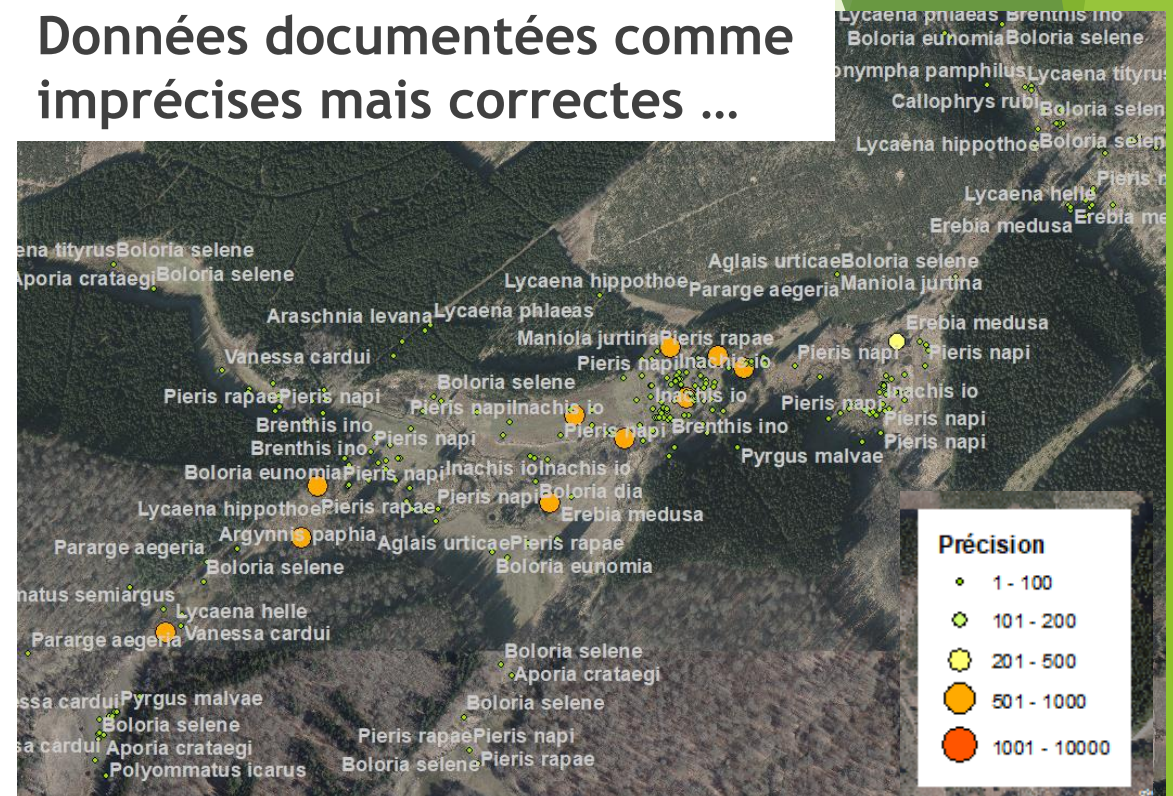 Données documentées comme
imprécises mais correctes …
Lycaena phlaeas Brenthis ino
Boloria eunomia Boloria selene
onympha pamphilus Lycaena tityrus
Callophrys rubi Boloria selen
Lycaena hippothoe Boloria selen
Pieris n
Lycaena helle
Erebia medusa Erebia me
ena tityrus Boloria selene
Aporia crataegi Boloria selene
Aglais urticae Boloria selene
Lycaena hippothoe Pararge aegeria Maniola jurtina
Araschnia levana Lycaena phlaeas
Erebia medusa
Maniola jurtina Pieris rapae
Vanessa cardui Pieris napi Inachis io Pieris napi Pieris napi
Boloria selene
Pieris rapae Pieris napi Inachis io Inachis io
Pieris napi Inachis io Pieris napi
Brenthis ino Pieris napi Brenthis ino Pieris napi
Brenthis ino Pieris napi Pieris napi
Pyrgus malvae
Boloria eunomia Pieris napi Inachis io Inachis io
Pieris napi Boloria dia
Lycaena hippothoe Pieris rapae Erebia medusa
Argynnis paphia
Pararge aegeria Aglais urticae Pieris rapae
Boloria selene Boloria eunomia
matus semiargus
Lycaena helle
Pararge aegeria Vanessa cardui
Boloria selene
Aporia crataegi
essa cardui Pyrgus malvae Boloria selene
Boloria selene
Pieris rapae Pieris napi
sa cardui Aporia crataegi
Boloria selene Pieris rapae
Polyommatus icarus
Précision
1 - 100
101 - 200
201 - 500
501 - 1000
1001 - 10000